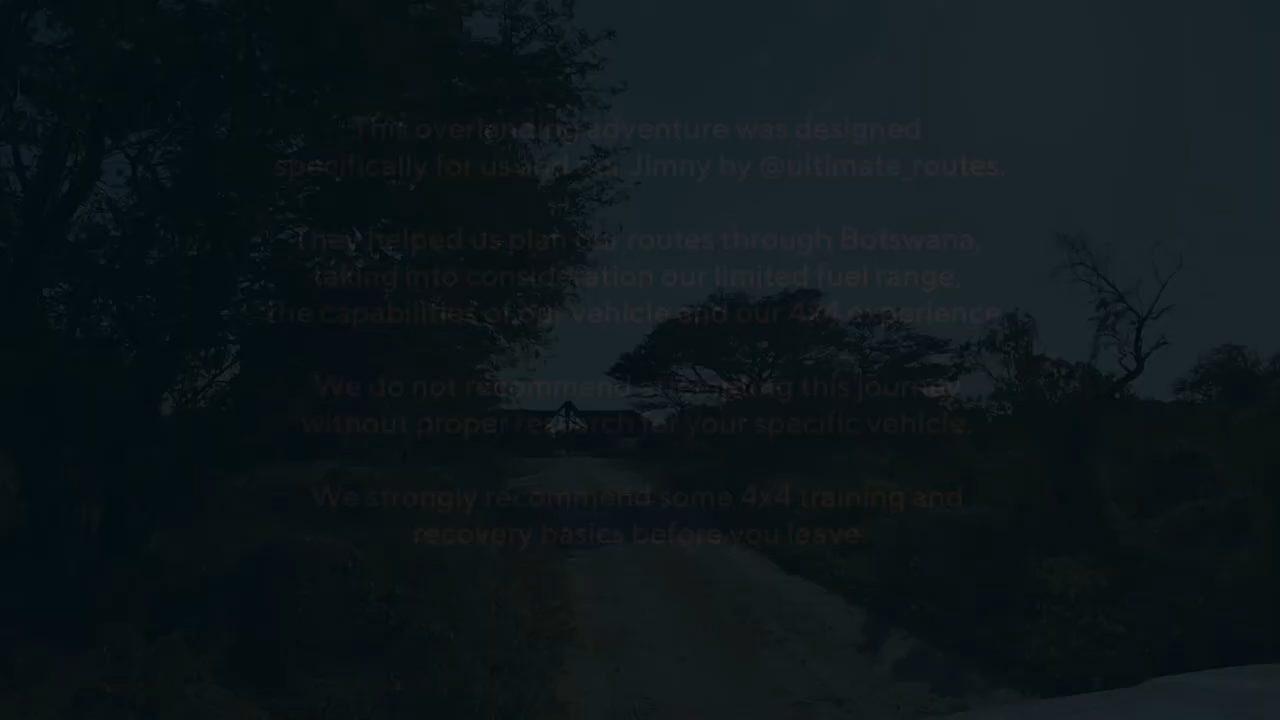 This overlanding adventure was designed
specifically for us and our Jimny by @ultimate_routes.
They helped us plan our routes through Botswana,
taking into consideration our limited fuel range,
the capabilities of our vehicle and our 4x4 experience.
We do not recommend attempting this journey
without proper research for your specific vehicle.
We strongly recommend some 4x4 training and
recovery basics before you leave.